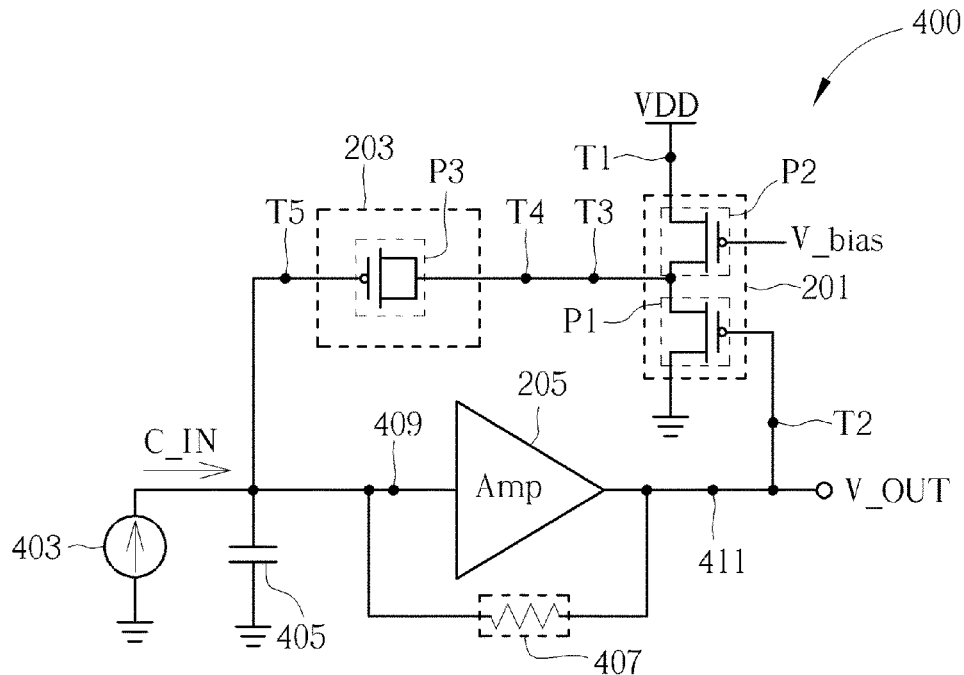 400
VDD
203
T1
P3
P2
T5
T4
T3
V_bias
201
P1
205
T2
409
C_IN
Amp
V_OUT
403
411
405
407